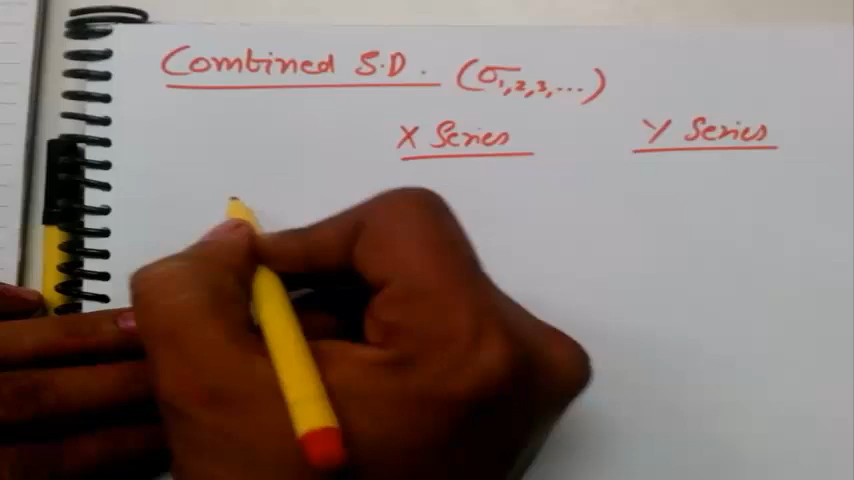 Combined S.D. (σ1,2,3,...)
X Series Y Series